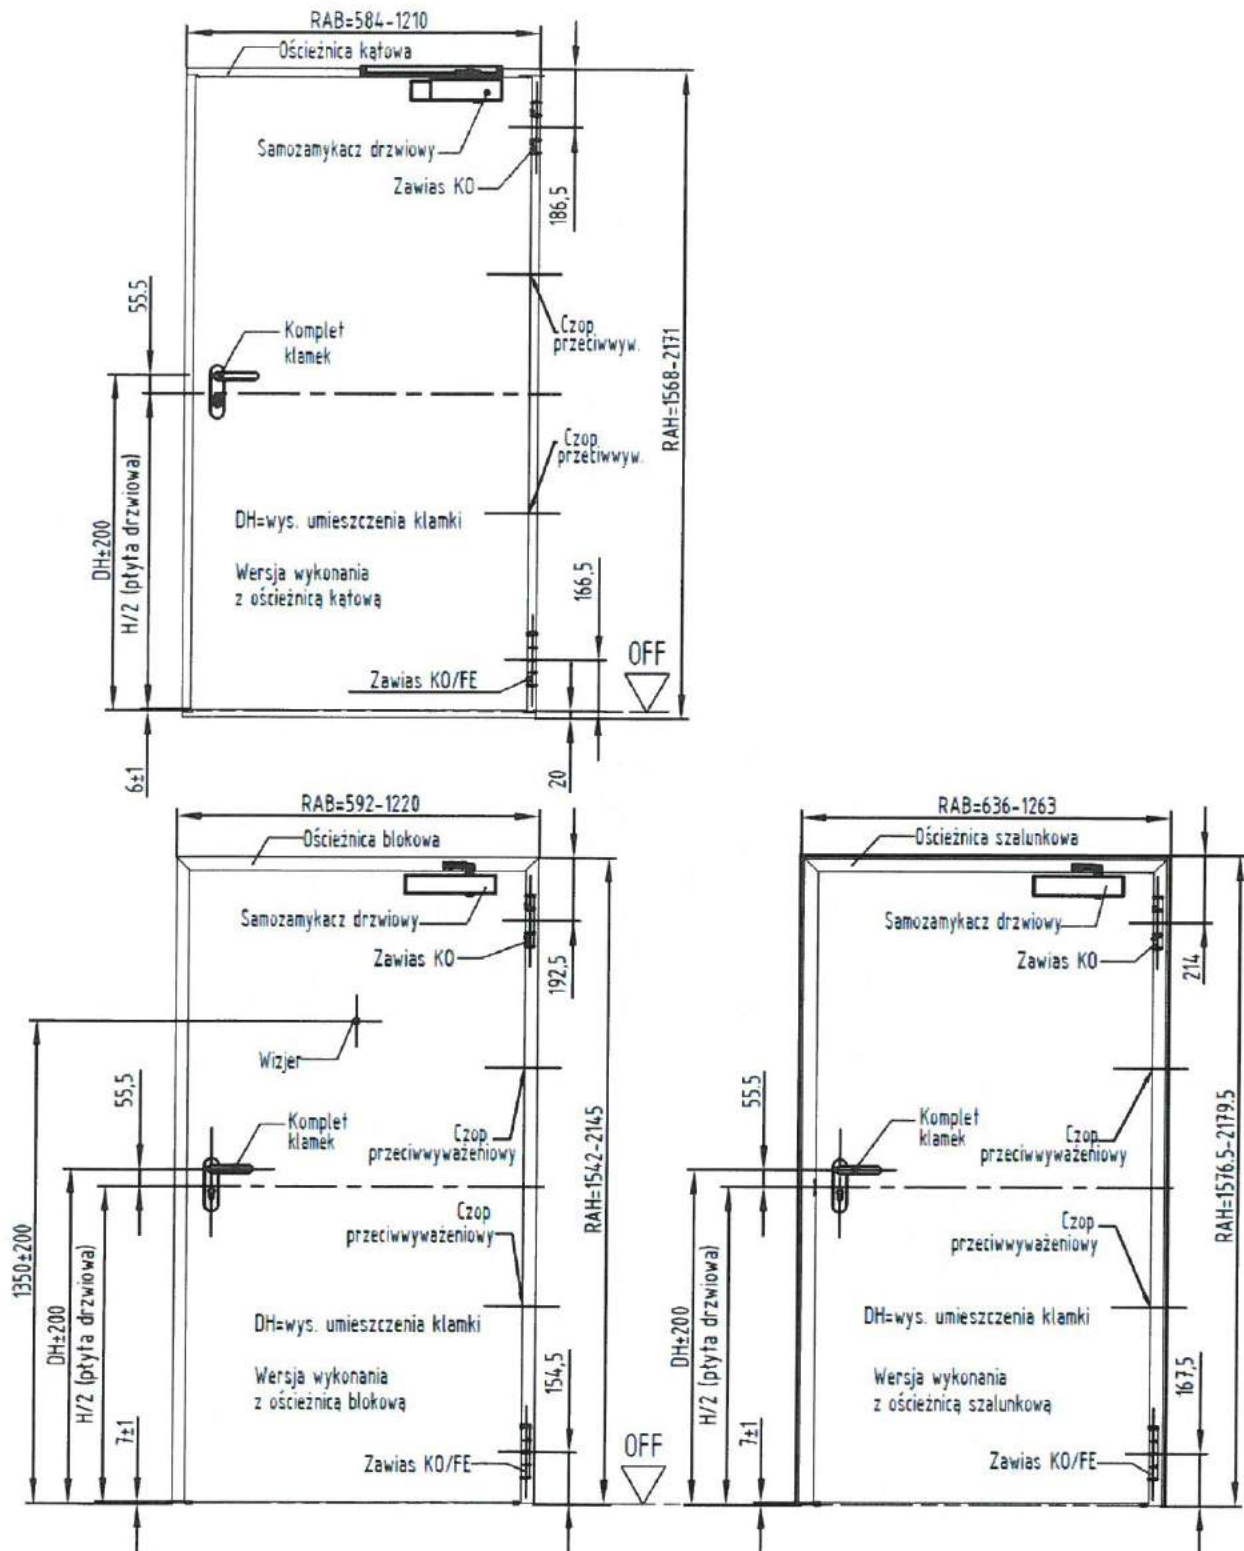 RAB=584-1210
Ościeżnica kątowa
Samozamykacz drzwiowy
Zawias KO
186,5
55.5
Komplet
klamek
Czop
przeciwwyw.
RAH=1568-2171
Czop
przeciwwyw.
DH±200
H/2 (płyta drzwiowa)
DH=wys. umieszczenia klamki
Wersja wykonania
z ościeżnicą kątową
166,5
OFF
Zawias KO/FE
6±1
20
RAB=592-1220
Ościeżnica blokowa
Samozamykacz drzwiowy
Zawias KO
192,5
Wizjer
1350±200
55,5
Komplet
klamek
Czop
przeciwwyważeniowy
RAH=1542-2145
Czop
przeciwwyważeniowy
DH±200
H/2 (płyta drzwiowa)
DH=wys. umieszczenia klamki
Wersja wykonania
z ościeżnicą blokową
154,5
7±1
Zawias KO/FE
OFF
RAB=636-1263
Ościeżnica szalunkowa
Samozamykacz drzwiowy
Zawias KO
214
55.5
Komplet
klamek
Czop
przeciwwyważeniowy
RAH=1576.5-2179.5
Czop
przeciwwyważeniowy
DH±200
H/2 (płyta drzwiowa)
DH=wys. umieszczenia klamki
Wersja wykonania
z ościeżnicą szalunkową
167,5
7±1
Zawias KO/FE